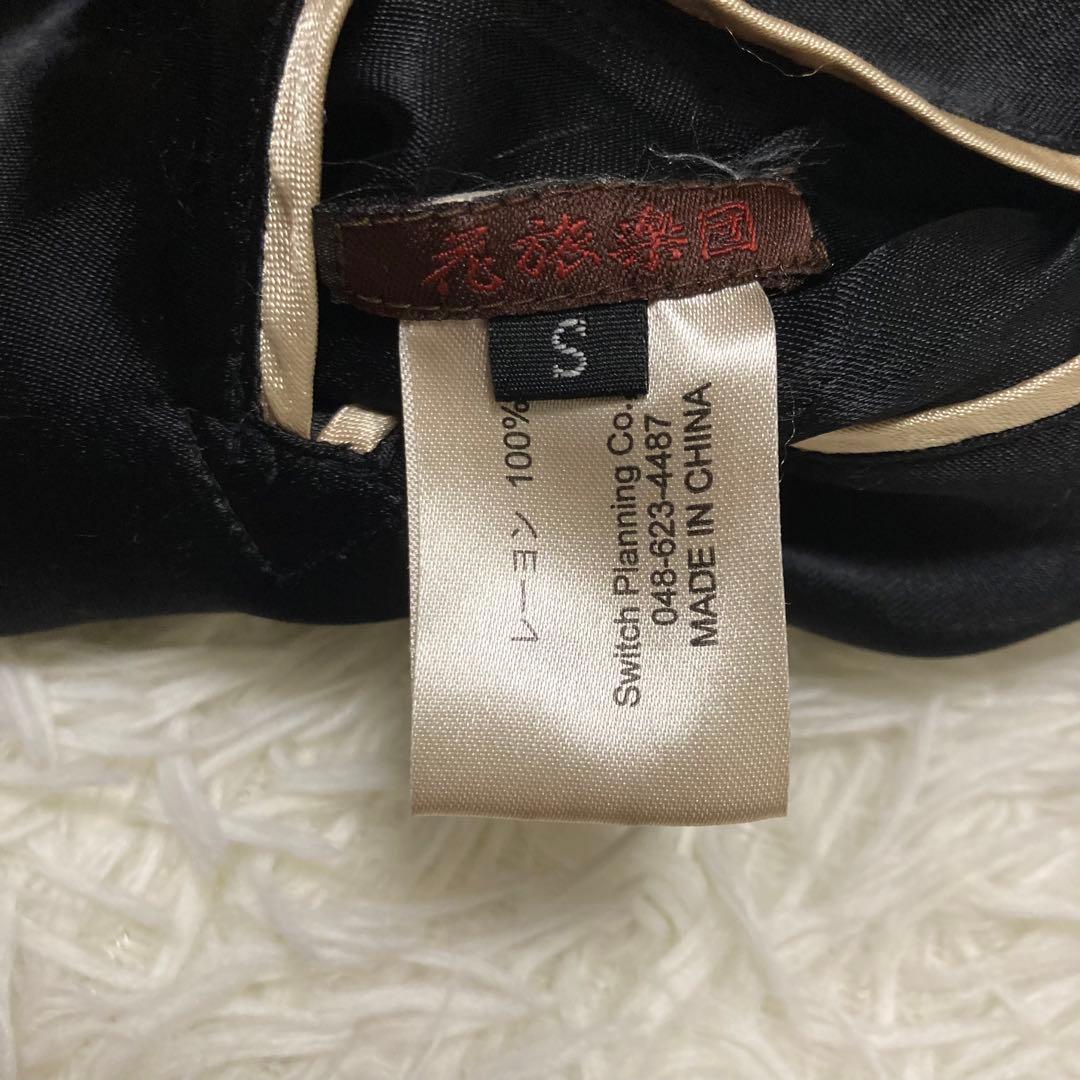 花旅楽団
S
レーヨン 100%
Switch Planning Co.,
048-623-4487
MADE IN CHINA